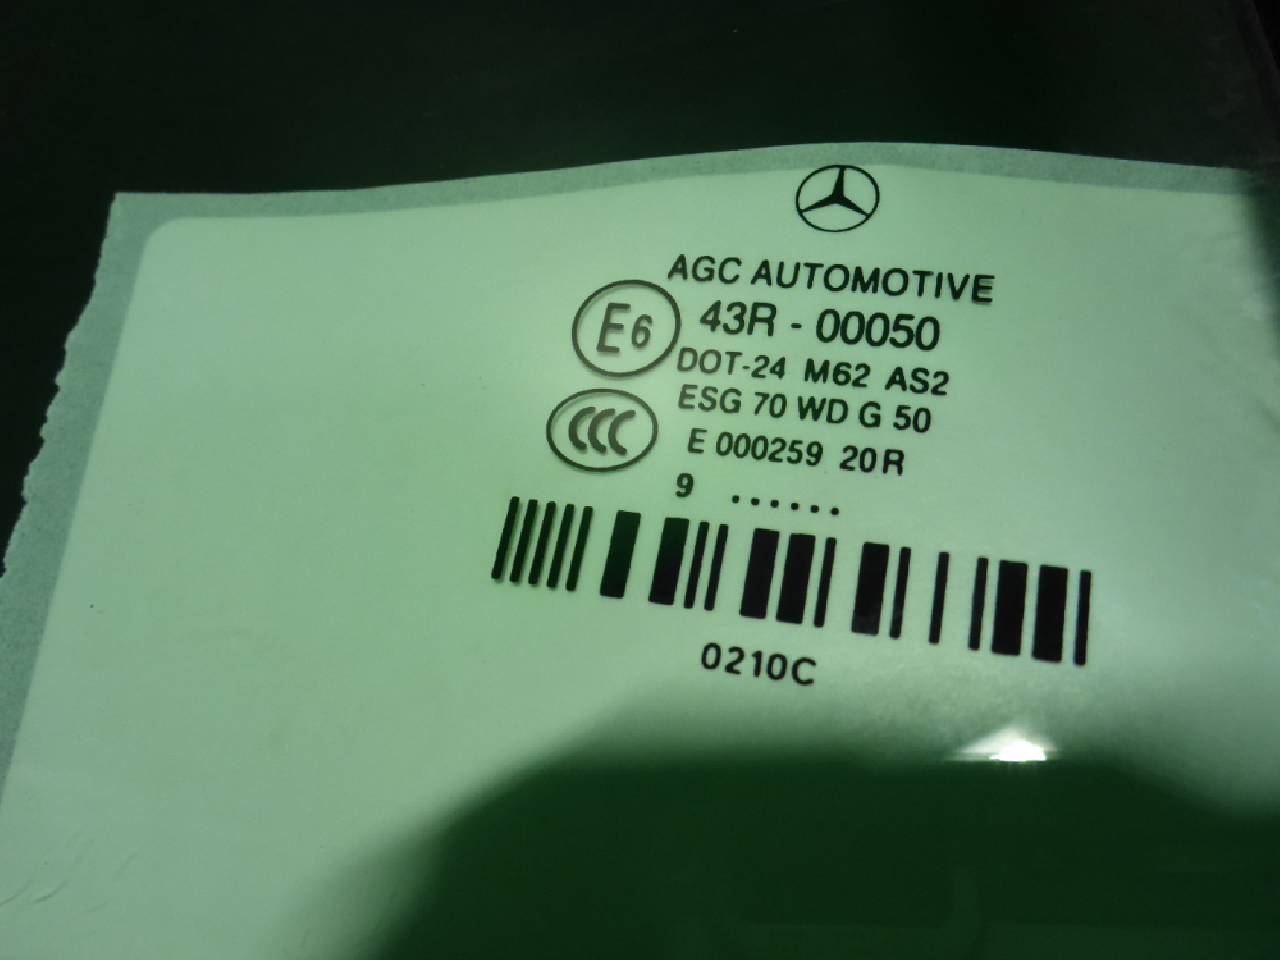 AGC AUTOMOTIVE
E6 43R - 00050
DOT-24 M62 AS2
CCC ESG 70 WD G 50
E 000259 20R
9 ......
0210C